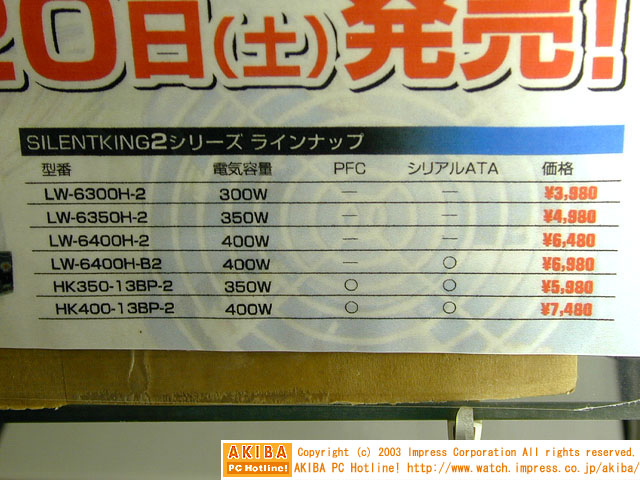 20日(土)発売!
SILENTKING2シリーズ ラインナップ
型番 電気容量 PFC シリアルATA 価格
LW-6300H-2 300W — — ¥3,980
LW-6350H-2 350W — — ¥4,980
LW-6400H-2 400W — — ¥6,480
LW-6400H-B2 400W — ○ ¥6,980
HK350-13BP-2 350W ○ ○ ¥5,980
HK400-13BP-2 400W ○ ○ ¥7,480
AKIBA PC Hotline!
Copyright (c) 2003 Impress Corporation All rights reserved.
AKIBA PC Hotline! http://www.watch.impress.co.jp/akiba/